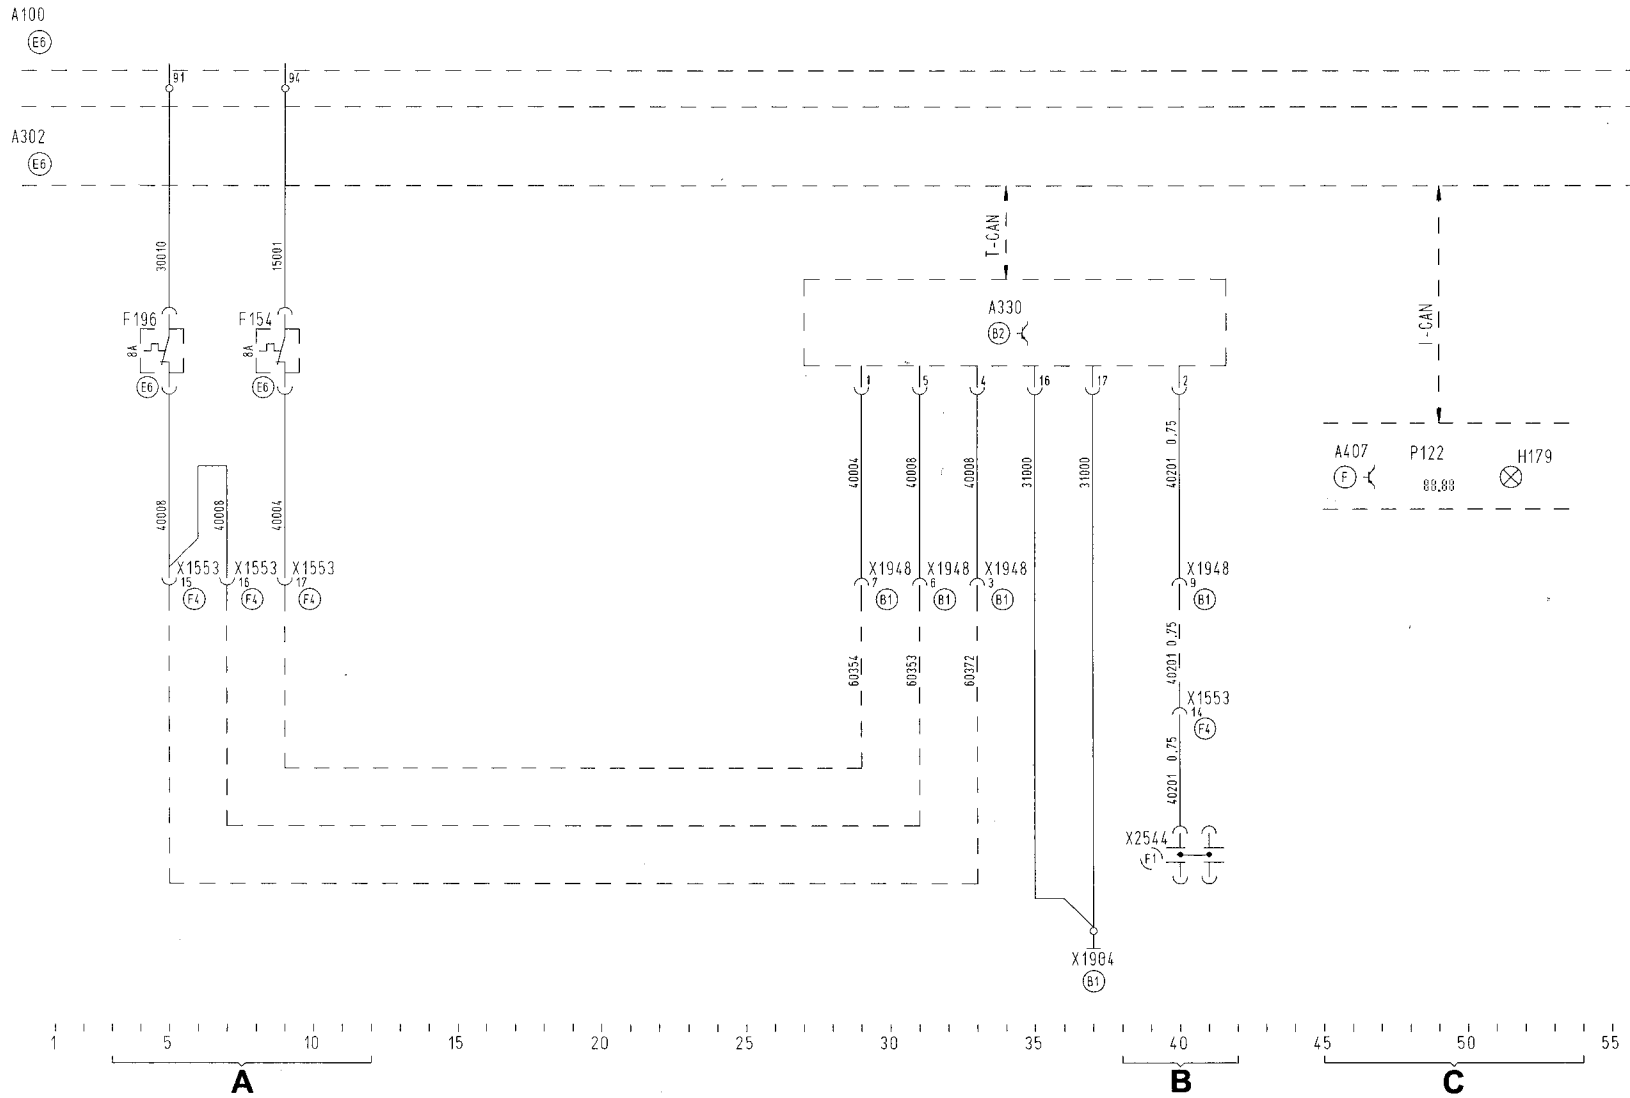 A100
E6
91
94
A302
E6
T-CAN
I-CAN
30010
15001
F196
8A
E6
F154
8A
E6
A330
B2
1
5
4
16
17
2
A407
F
P122
88.88
H179
40008
40008
40004
40004
40008
40008
31000
31000
40201 0.75
X1553
15
F4
X1553
16
F4
X1553
17
F4
X1948
7
B1
X1948
6
B1
X1948
3
B1
X1948
9
B1
60354
60353
60372
40201 0.75
X1553
14
F4
40201 0.75
X2544
F1
X1904
B1
1 5 10 15 20 25 30 35 40 45 50 55
A B C